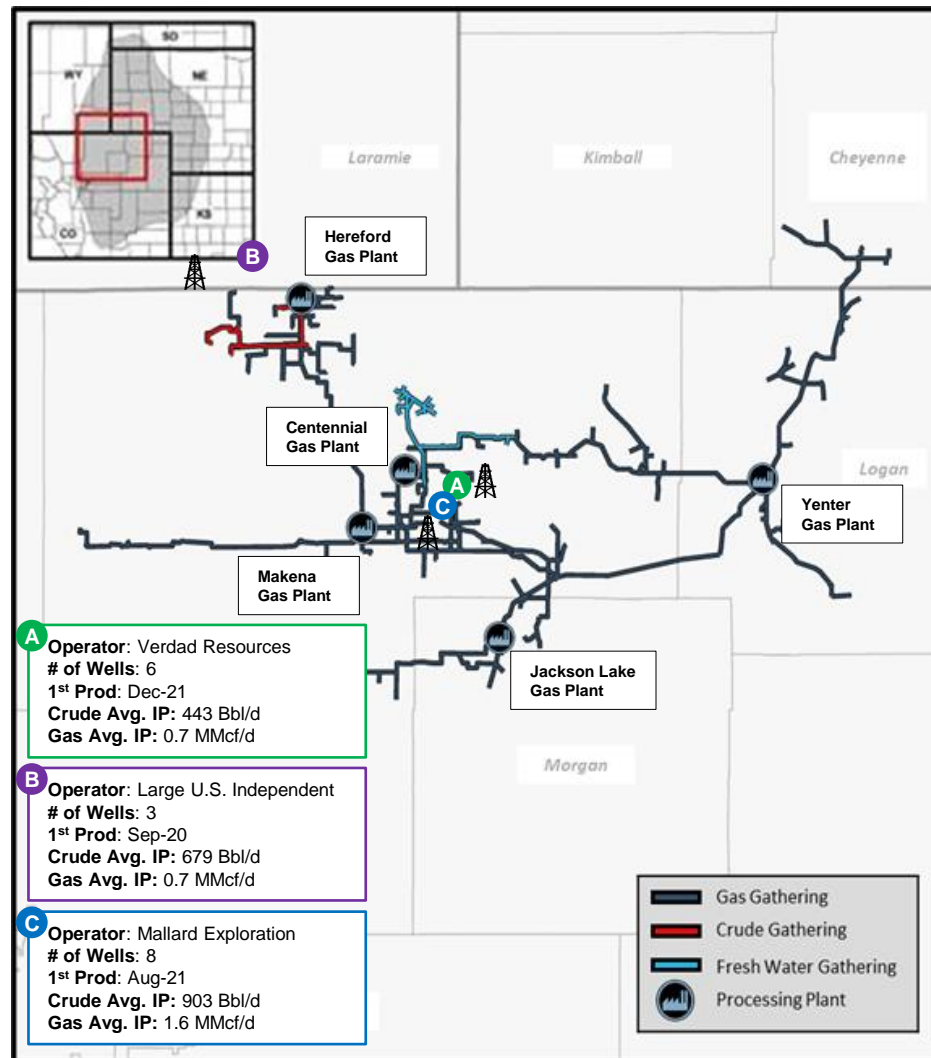 SD
WY
NE
CO
KS
Laramie
Kimball
Cheyenne
B
Hereford
Gas Plant
Centennial
Gas Plant
A
C
Logan
Yenter
Gas Plant
Makena
Gas Plant
Jackson Lake
Gas Plant
Morgan
A
Operator: Verdad Resources
# of Wells: 6
1st Prod: Dec-21
Crude Avg. IP: 443 Bbl/d
Gas Avg. IP: 0.7 MMcf/d
B
Operator: Large U.S. Independent
# of Wells: 3
1st Prod: Sep-20
Crude Avg. IP: 679 Bbl/d
Gas Avg. IP: 0.7 MMcf/d
C
Operator: Mallard Exploration
# of Wells: 8
1st Prod: Aug-21
Crude Avg. IP: 903 Bbl/d
Gas Avg. IP: 1.6 MMcf/d
Gas Gathering
Crude Gathering
Fresh Water Gathering
Processing Plant